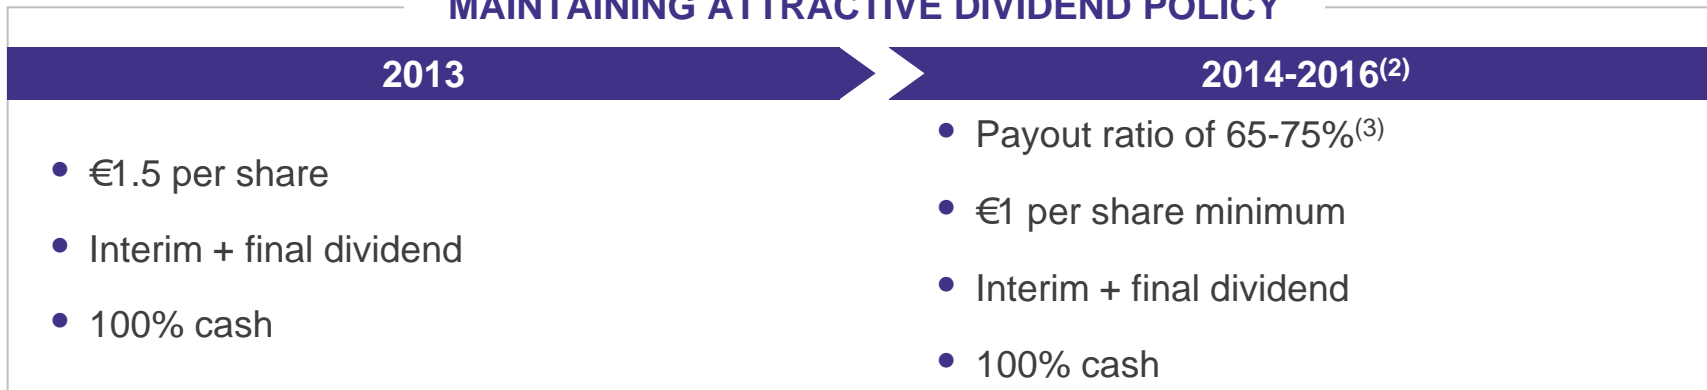 MAINTAINING ATTRACTIVE DIVIDEND POLICY
2013
• €1.5 per share
• Interim + final dividend
• 100% cash
2014-2016(2)
• Payout ratio of 65-75%(3)
• €1 per share minimum
• Interim + final dividend
• 100% cash